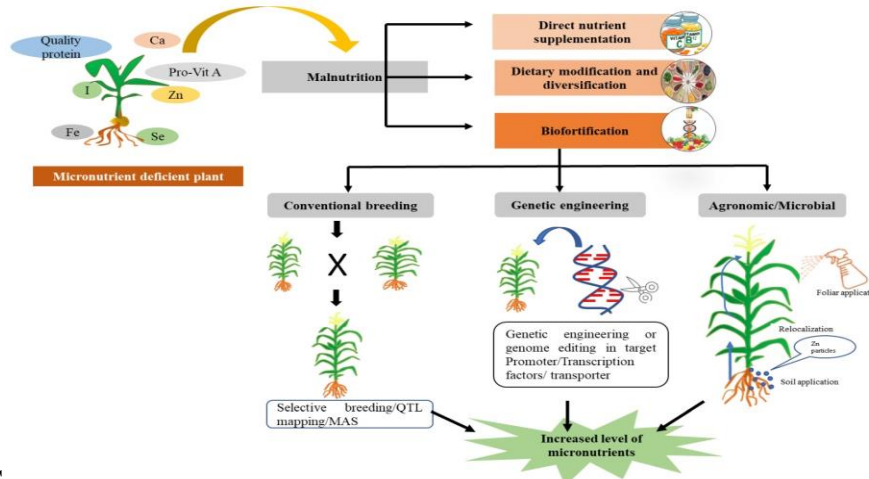 Quality protein
Ca
Pro-Vit A
I
Zn
Fe
Se
Micronutrient deficient plant
Malnutrition
Direct nutrient
supplementation
Dietary modification and
diversification
Biofortification
Conventional breeding
Genetic engineering
Agronomic/Microbial
X
Foliar applicat
Relocalization
Zn
particles
Soil application
Genetic engineering or
genome editing in target
Promoter/Transcription
factors/ transporter
Selective breeding/QTL
mapping/MAS
Increased level of
micronutrients